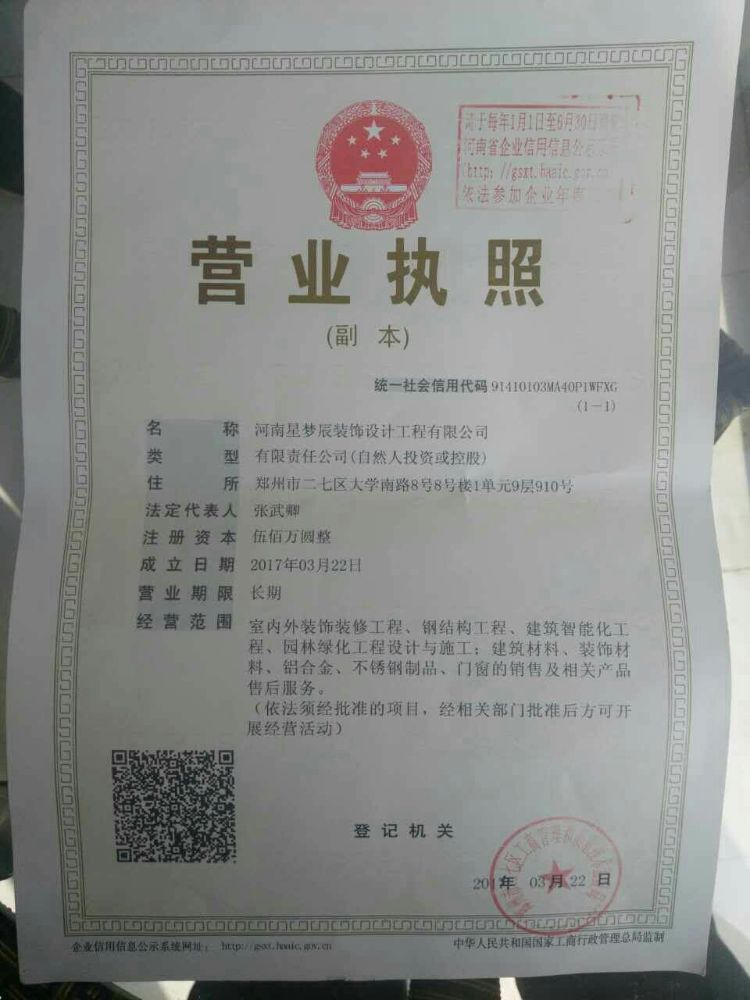 请于每年1月1日至6月30日
河南省企业信用信息公示
http://gsxt.haaic.gov.cn
依法参加企业年
营业执照
(副 本)
统一社会信用代码 91410103MA40P1WFXG
(1-1)
名 称 河南星梦辰装饰设计工程有限公司
类 型 有限责任公司(自然人投资或控股)
住 所 郑州市二七区大学南路8号8号楼1单元9层910号
法定代表人 张武卿
注册资本 伍佰万圆整
成立日期 2017年03月22日
营业期限 长期
经营范围 室内外装饰装修工程、钢结构工程、建筑智能化工
程、园林绿化工程设计与施工；建筑材料、装饰材
料、铝合金、不锈钢制品、门窗的销售及相关产品
售后服务。
(依法须经批准的项目，经相关部门批准后方可开
展经营活动)
登记机关
2017年 03月 22 日
企业信用信息公示系统网址： http://gsxt.haaic.gov.cn
中华人民共和国国家工商行政管理总局监制